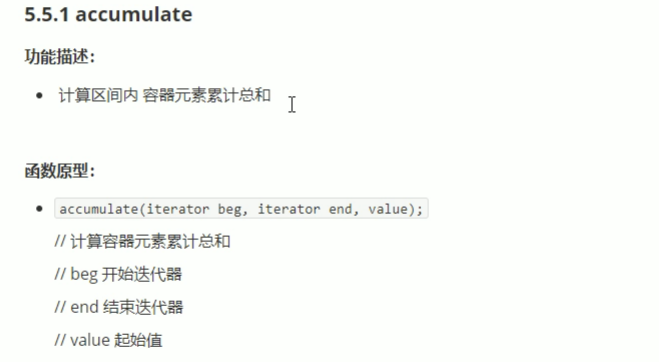 5.5.1 accumulate
功能描述：
计算区间内 容器元素累计总和
函数原型：
accumulate(iterator beg, iterator end, value);
// 计算容器元素累计总和
// beg 开始迭代器
// end 结束迭代器
// value 起始值